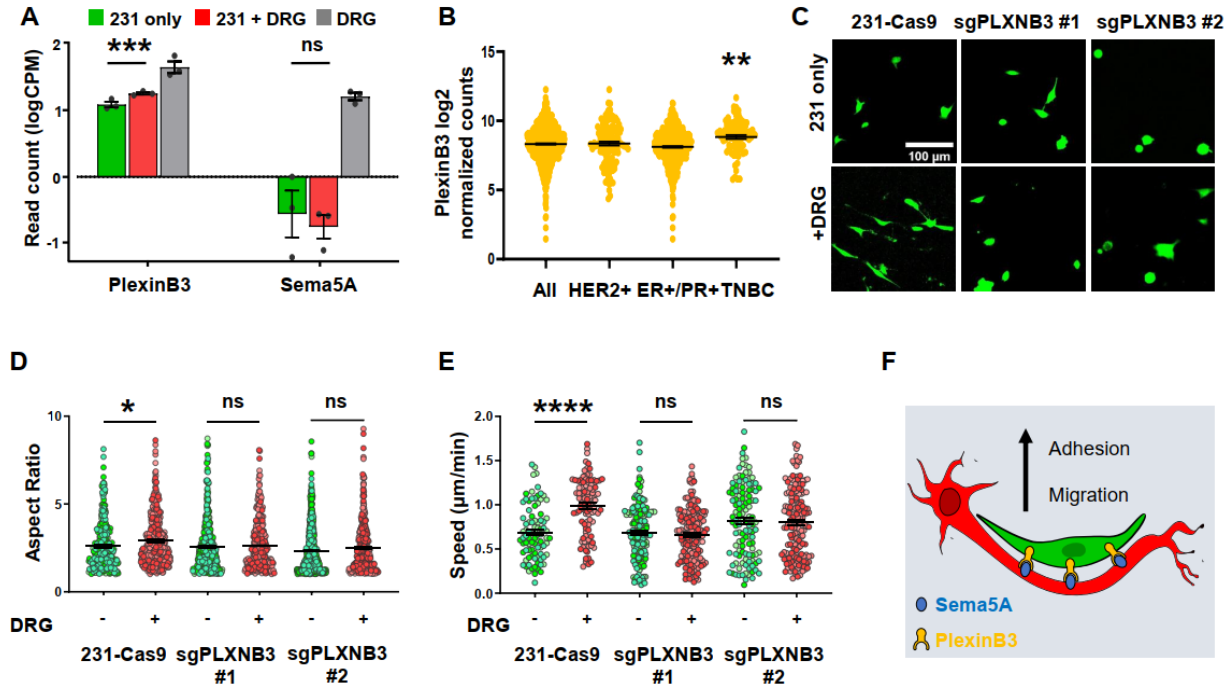 A
231 only
231 + DRG
DRG
Read count (logCPM)
2
1
0
-1
***
ns
PlexinB3
Sema5A
B
PlexinB3 log2
normalized counts
15
10
5
0
**
All
HER2+
ER+/PR+
TNBC
C
231-Cas9
sgPLXNB3 #1
sgPLXNB3 #2
231 only
100 µm
+DRG
D
Aspect Ratio
10
5
0
*
ns
ns
DRG
-
+
-
+
-
+
231-Cas9
sgPLXNB3
#1
sgPLXNB3
#2
E
Speed (µm/min)
2.0
1.5
1.0
0.5
0.0
****
ns
ns
DRG
-
+
-
+
-
+
231-Cas9
sgPLXNB3
#1
sgPLXNB3
#2
F
Adhesion
Migration
Sema5A
PlexinB3